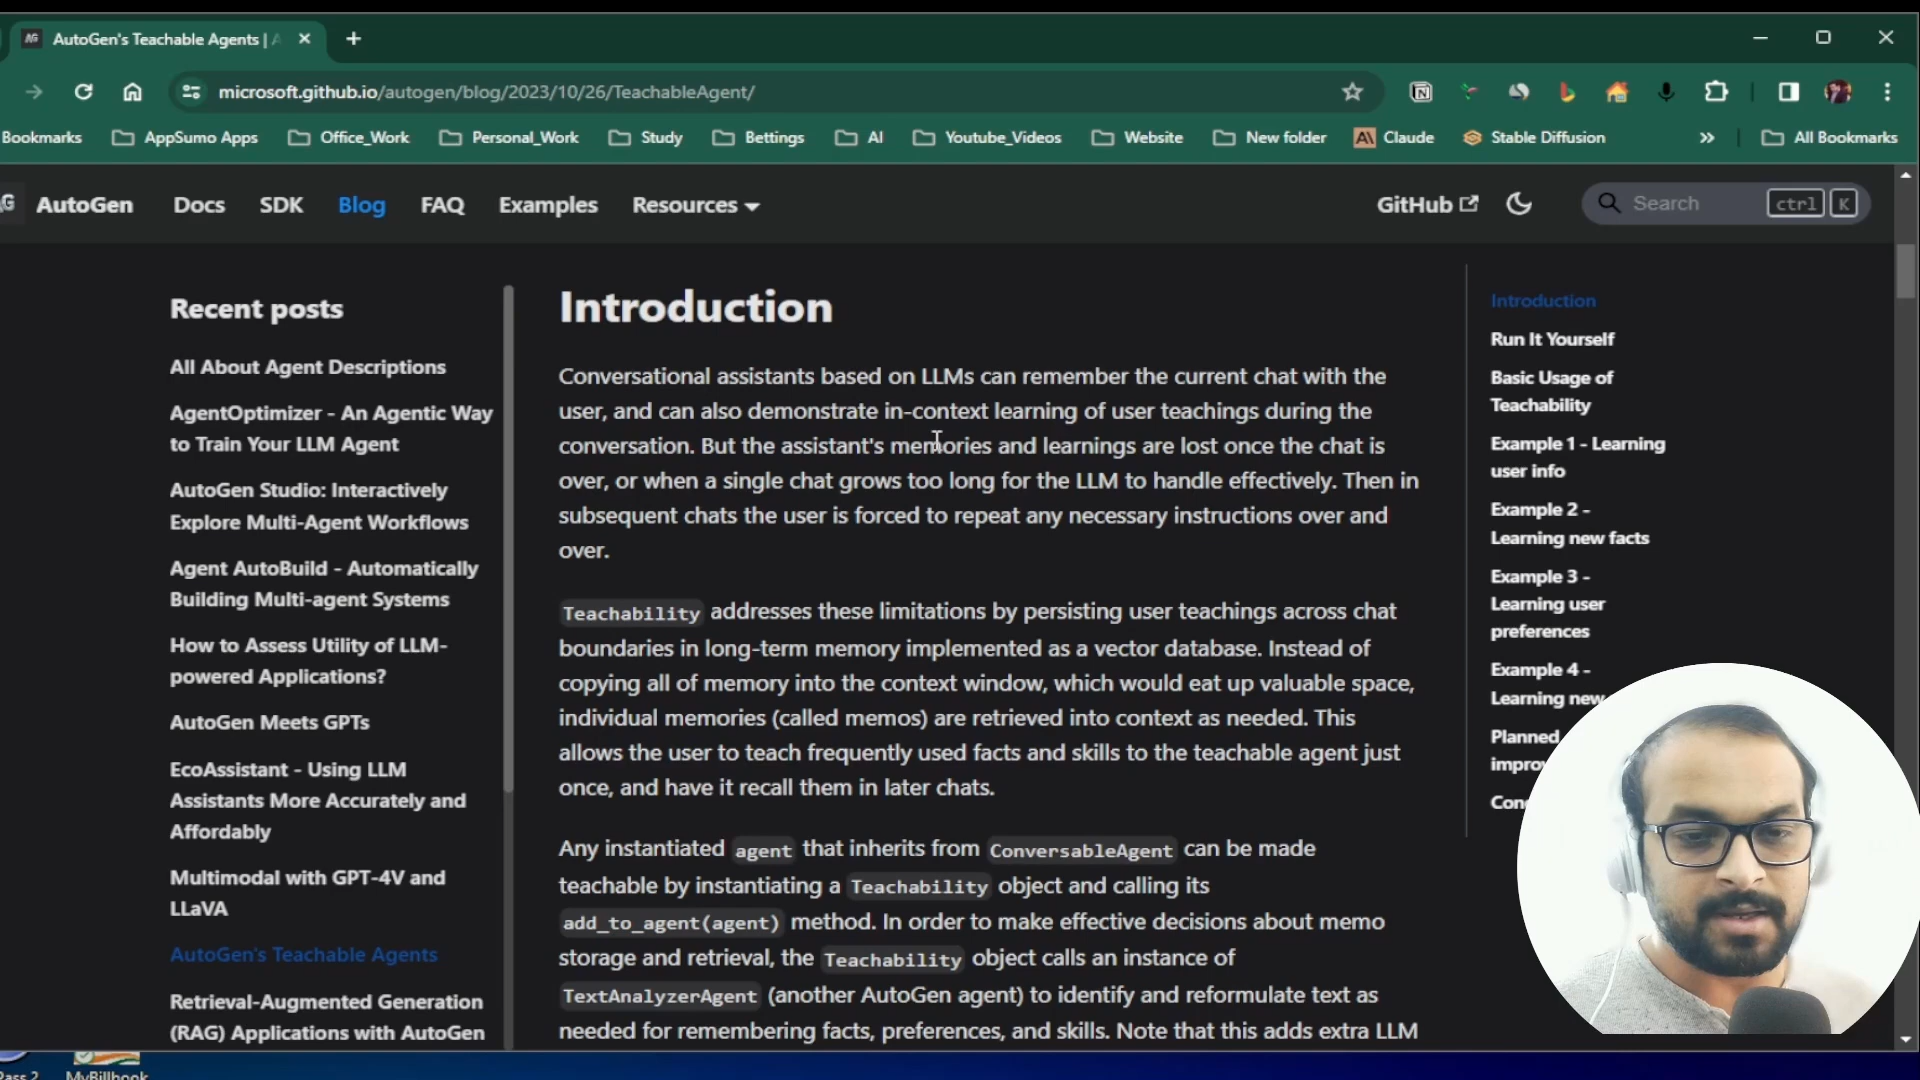 AutoGen's Teachable Agents | A
microsoft.github.io/autogen/blog/2023/10/26/TeachableAgent/
Bookmarks AppSumo Apps Office_Work Personal_Work Study Bettings AI Youtube_Videos Website New folder Claude Stable Diffusion » All Bookmarks
AutoGen Docs SDK Blog FAQ Examples Resources GitHub Search ctrl K
Recent posts
All About Agent Descriptions
AgentOptimizer - An Agentic Way
to Train Your LLM Agent
AutoGen Studio: Interactively
Explore Multi-Agent Workflows
Agent AutoBuild - Automatically
Building Multi-agent Systems
How to Assess Utility of LLM-
powered Applications?
AutoGen Meets GPTs
EcoAssistant - Using LLM
Assistants More Accurately and
Affordably
Multimodal with GPT-4V and
LLaVA
AutoGen's Teachable Agents
Retrieval-Augmented Generation
(RAG) Applications with AutoGen
Introduction
Conversational assistants based on LLMs can remember the current chat with the
user, and can also demonstrate in-context learning of user teachings during the
conversation. But the assistant's memories and learnings are lost once the chat is
over, or when a single chat grows too long for the LLM to handle effectively. Then in
subsequent chats the user is forced to repeat any necessary instructions over and
over.
Teachability addresses these limitations by persisting user teachings across chat
boundaries in long-term memory implemented as a vector database. Instead of
copying all of memory into the context window, which would eat up valuable space,
individual memories (called memos) are retrieved into context as needed. This
allows the user to teach frequently used facts and skills to the teachable agent just
once, and have it recall them in later chats.
Any instantiated agent that inherits from ConversableAgent can be made
teachable by instantiating a Teachability object and calling its
add_to_agent(agent) method. In order to make effective decisions about memo
storage and retrieval, the Teachability object calls an instance of
TextAnalyzerAgent (another AutoGen agent) to identify and reformulate text as
needed for remembering facts, preferences, and skills. Note that this adds extra LLM
Introduction
Run It Yourself
Basic Usage of
Teachability
Example 1 - Learning
user info
Example 2 -
Learning new facts
Example 3 -
Learning user
preferences
Example 4 -
Learning new
Planned
improv
Conc
Pass 2 MyBillbook